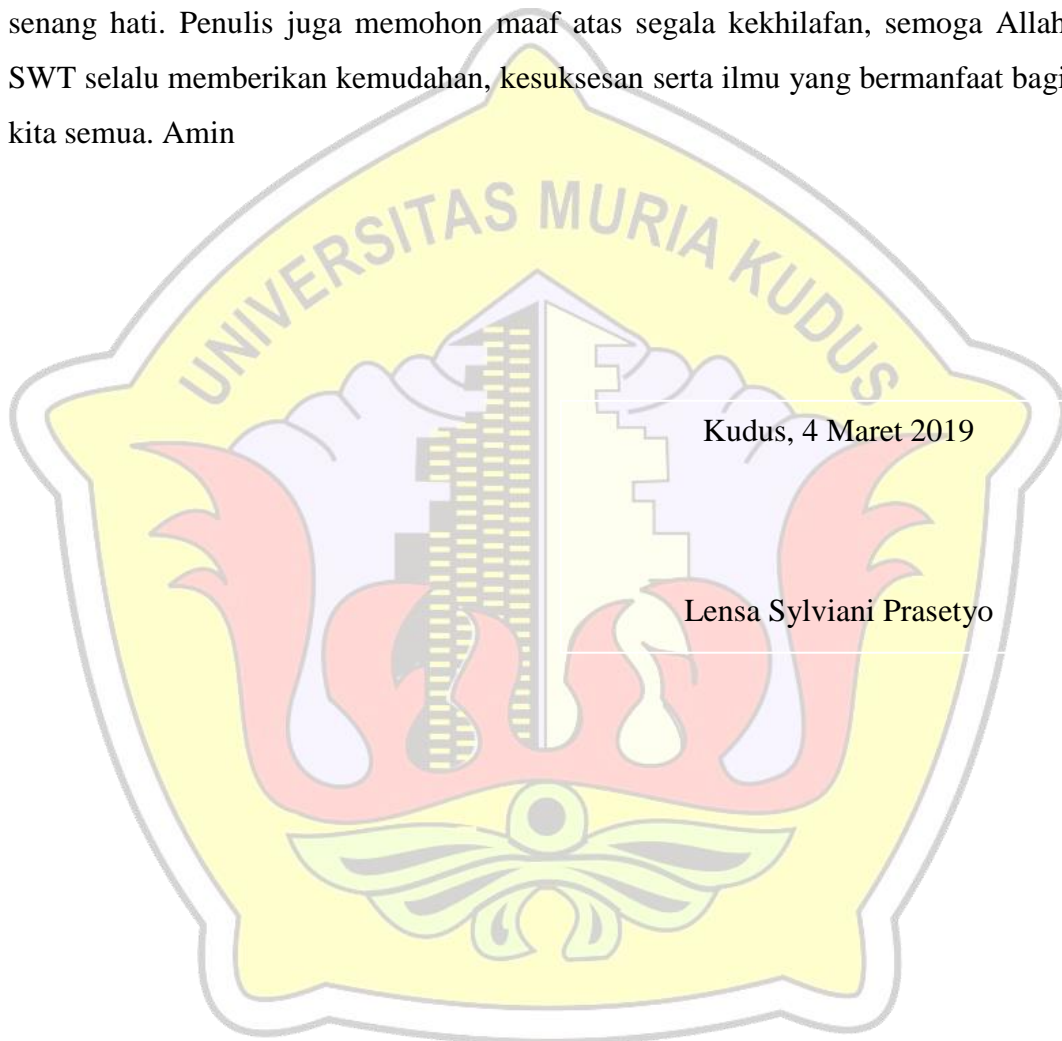 senang hati. Penulis juga memohon maaf atas segala kekhilafan, semoga Allah
SWT selalu memberikan kemudahan, kesuksesan serta ilmu yang bermanfaat bagi
kita semua. Amin
UNIVERSITAS MURIA KUDUS
Kudus, 4 Maret 2019
Lensa Sylviani Prasetyo